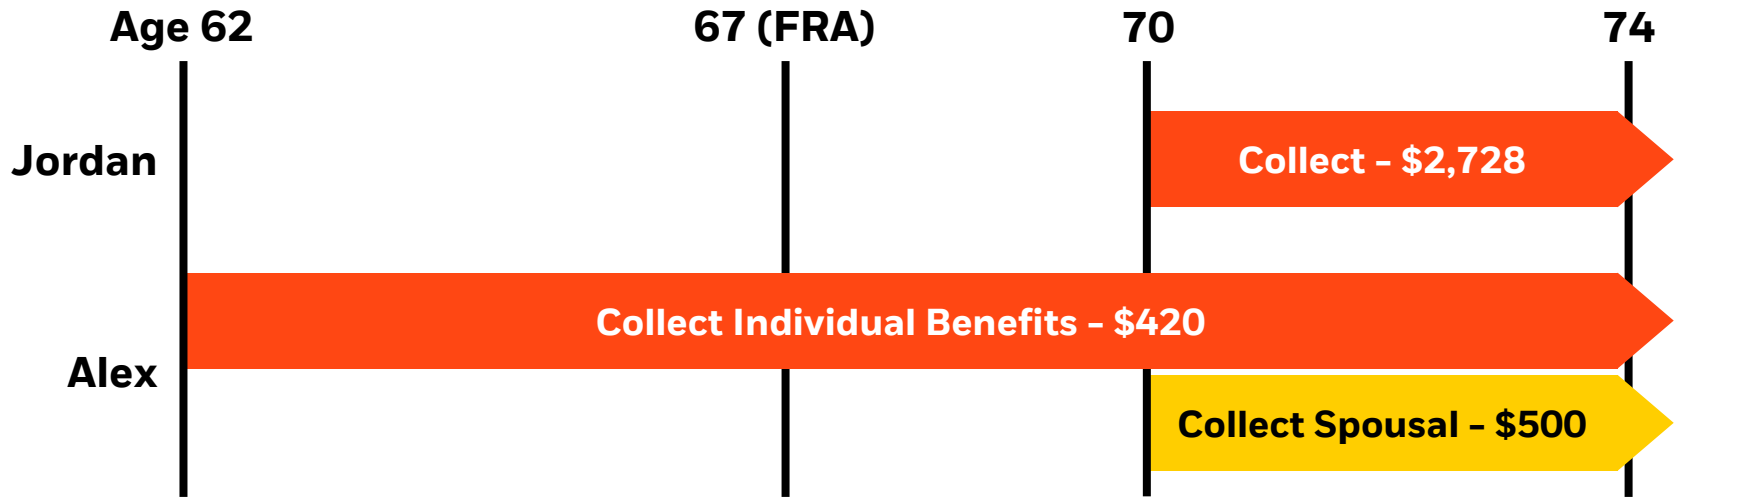 Age 62
67 (FRA)
70
74
Jordan
Collect – $2,728
Alex
Collect Individual Benefits – $420
Collect Spousal – $500